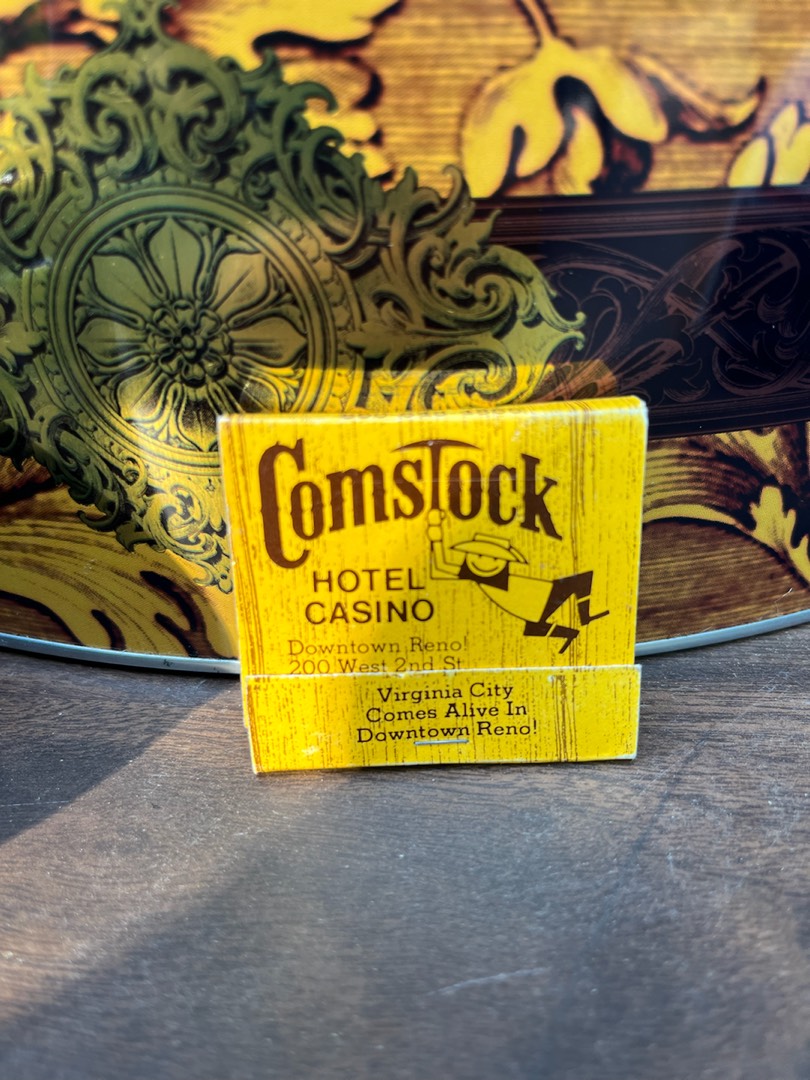 Comstock
HOTEL
CASINO
Downtown Reno!
200 West 2nd St
Virginia City
Comes Alive In
Downtown Reno!